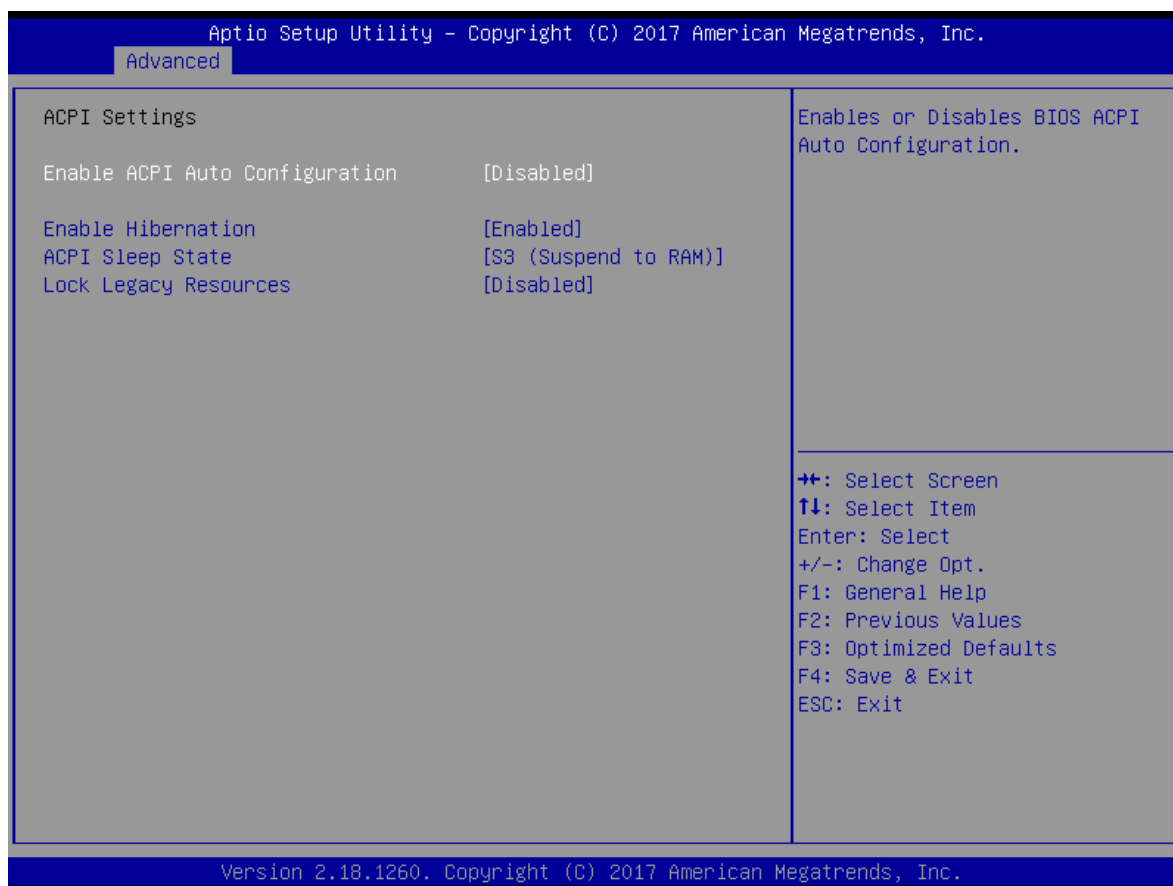 Aptio Setup Utility – Copyright (C) 2017 American Megatrends, Inc.
Advanced
ACPI Settings
Enable ACPI Auto Configuration [Disabled]
Enable Hibernation [Enabled]
ACPI Sleep State [S3 (Suspend to RAM)]
Lock Legacy Resources [Disabled]
Enables or Disables BIOS ACPI
Auto Configuration.
→←: Select Screen
↑↓: Select Item
Enter: Select
+/-: Change Opt.
F1: General Help
F2: Previous Values
F3: Optimized Defaults
F4: Save & Exit
ESC: Exit
Version 2.18.1260. Copyright (C) 2017 American Megatrends, Inc.